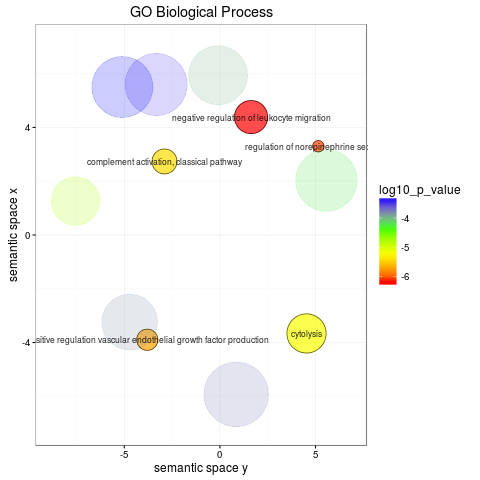 GO Biological Process
negative regulation of leukocyte migration
regulation of norepinephrine se
complement activation, classical pathway
sitive regulation vascular endothelial growth factor production
cytolysis
4
0
-4
-5
0
5
semantic space x
semantic space y
log10_p_value
-4
-5
-6